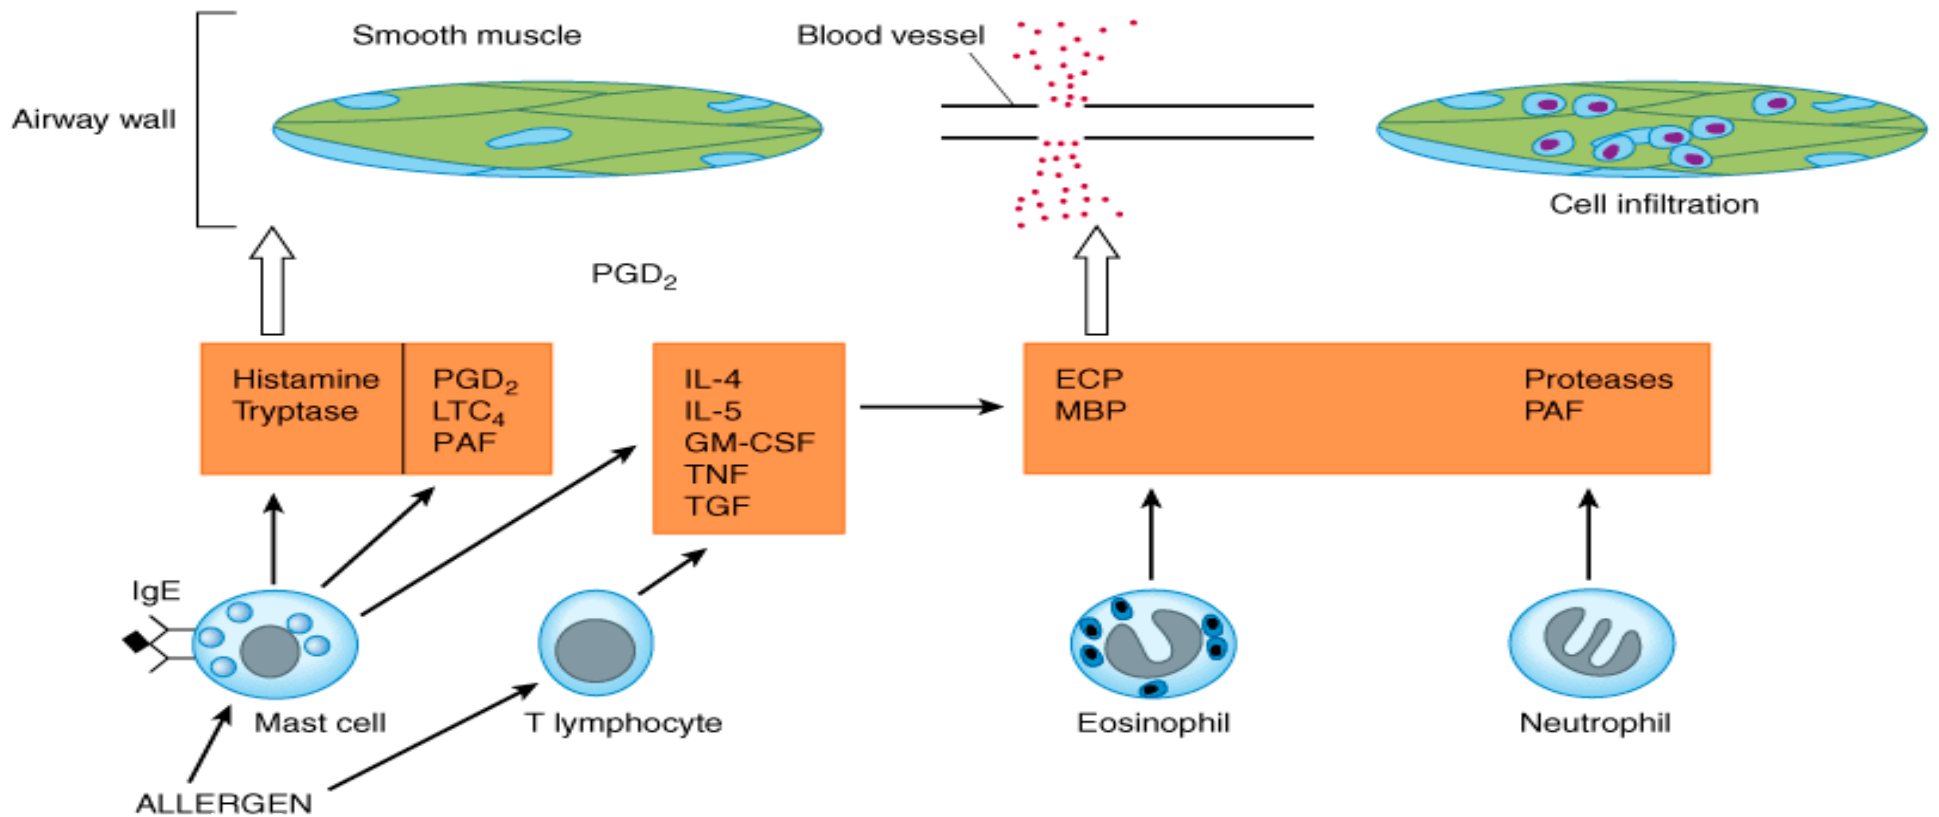 Smooth muscle
Blood vessel
Airway wall
Cell infiltration
PGD₂
Histamine
Tryptase
PGD₂
LTC₄
PAF
IL-4
IL-5
GM-CSF
TNF
TGF
ECP
MBP
Proteases
PAF
IgE
Mast cell
T lymphocyte
Eosinophil
Neutrophil
ALLERGEN